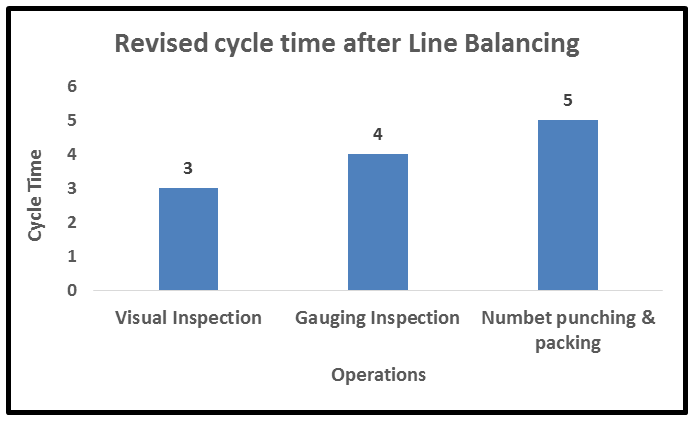 Revised cycle time after Line Balancing
6
5
4
3
2
1
0
Cycle Time
3
4
5
Visual Inspection
Gauging Inspection
Numbet punching &
packing
Operations